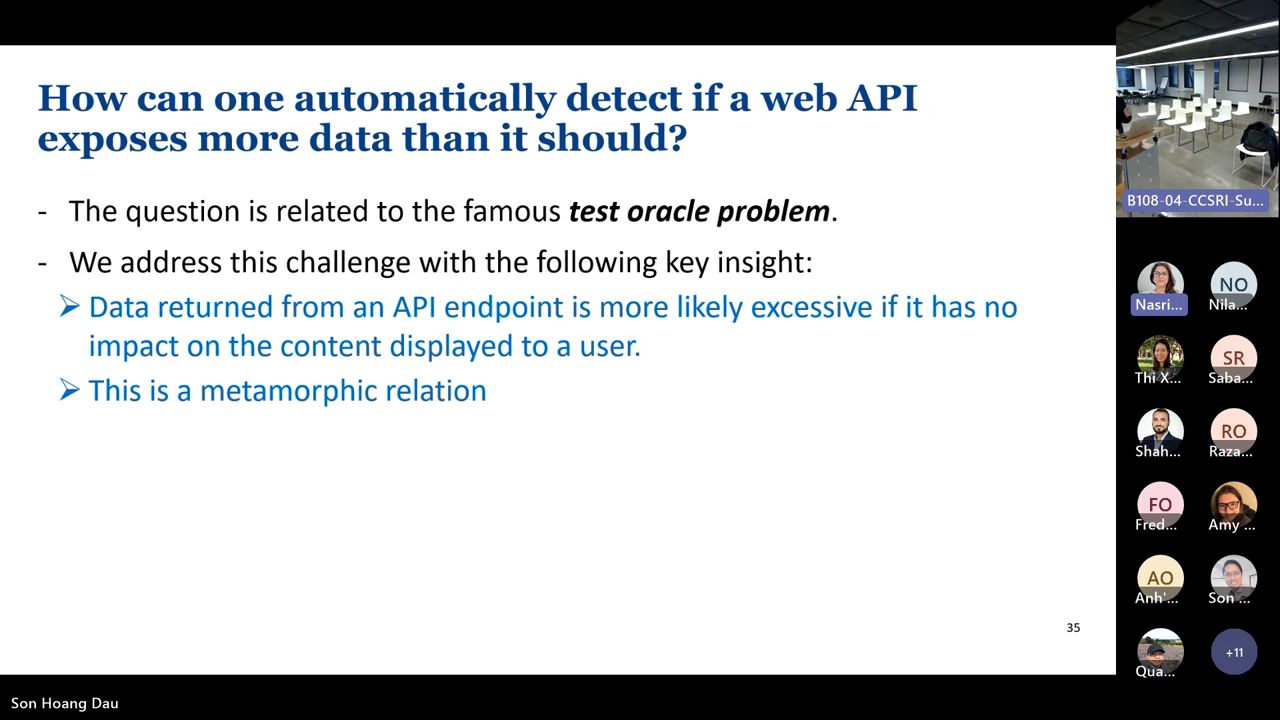 How can one automatically detect if a web API
exposes more data than it should?
- The question is related to the famous test oracle problem.
- We address this challenge with the following key insight:
Data returned from an API endpoint is more likely excessive if it has no
impact on the content displayed to a user.
This is a metamorphic relation
35
B108-04-CCSRI-Su...
Nasri...
NO
Nila...
Thi X...
SR
Saba...
Shah...
RO
Raza...
FO
Fred...
Amy ...
AO
Anh'...
Son ...
Qua...
+11
Son Hoang Dau